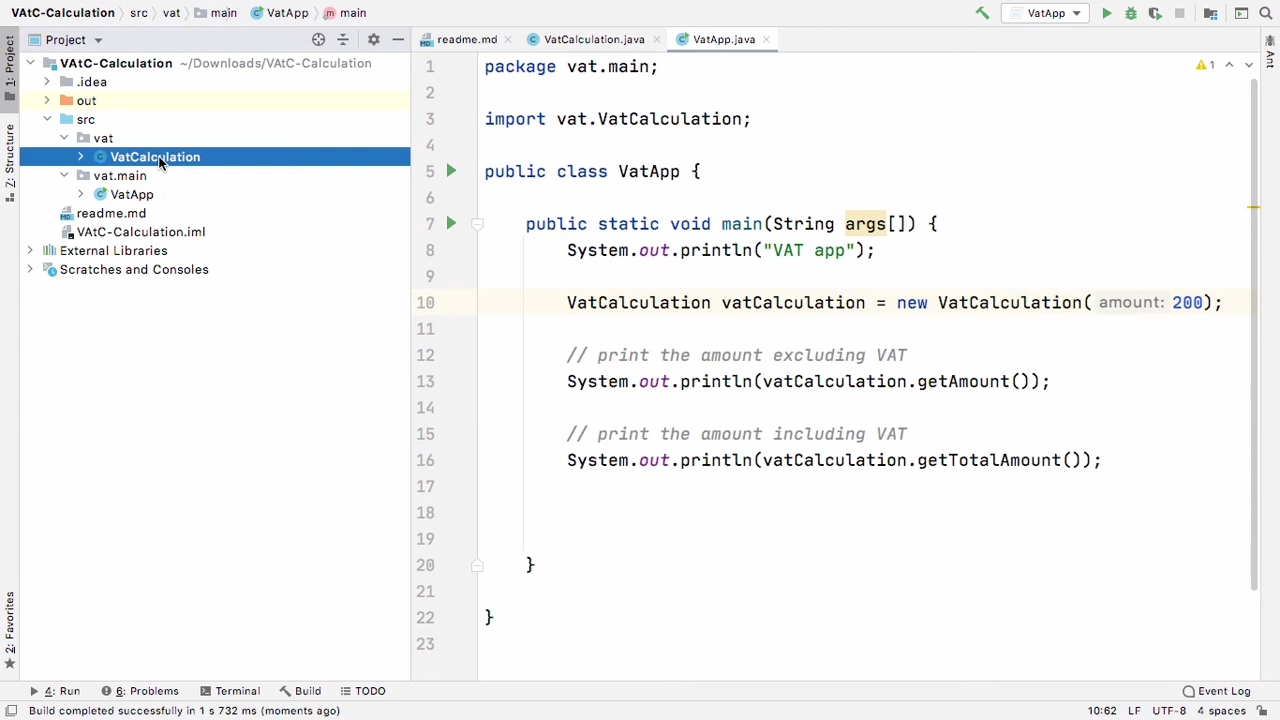 VAtC-Calculation src vat main VatApp main
VatApp
Project
readme.md VatCalculation.java VatApp.java
1: Project
Z: Structure
2: Favorites
Ant
VAtC-Calculation ~/Downloads/VAtC-Calculation
.idea
out
src
vat
VatCalculation
vat.main
VatApp
readme.md
VAtC-Calculation.iml
External Libraries
Scratches and Consoles
1
1 package vat.main;
2
3 import vat.VatCalculation;
4
5 public class VatApp {
6
7 public static void main(String args[]) {
8 System.out.println("VAT app");
9
10 VatCalculation vatCalculation = new VatCalculation( amount: 200);
11
12 // print the amount excluding VAT
13 System.out.println(vatCalculation.getAmount());
14
15 // print the amount including VAT
16 System.out.println(vatCalculation.getTotalAmount());
17
18
19
20 }
21
22 }
23
4: Run 6: Problems Terminal Build TODO Event Log
Build completed successfully in 1 s 732 ms (moments ago) 10:62 LF UTF-8 4 spaces